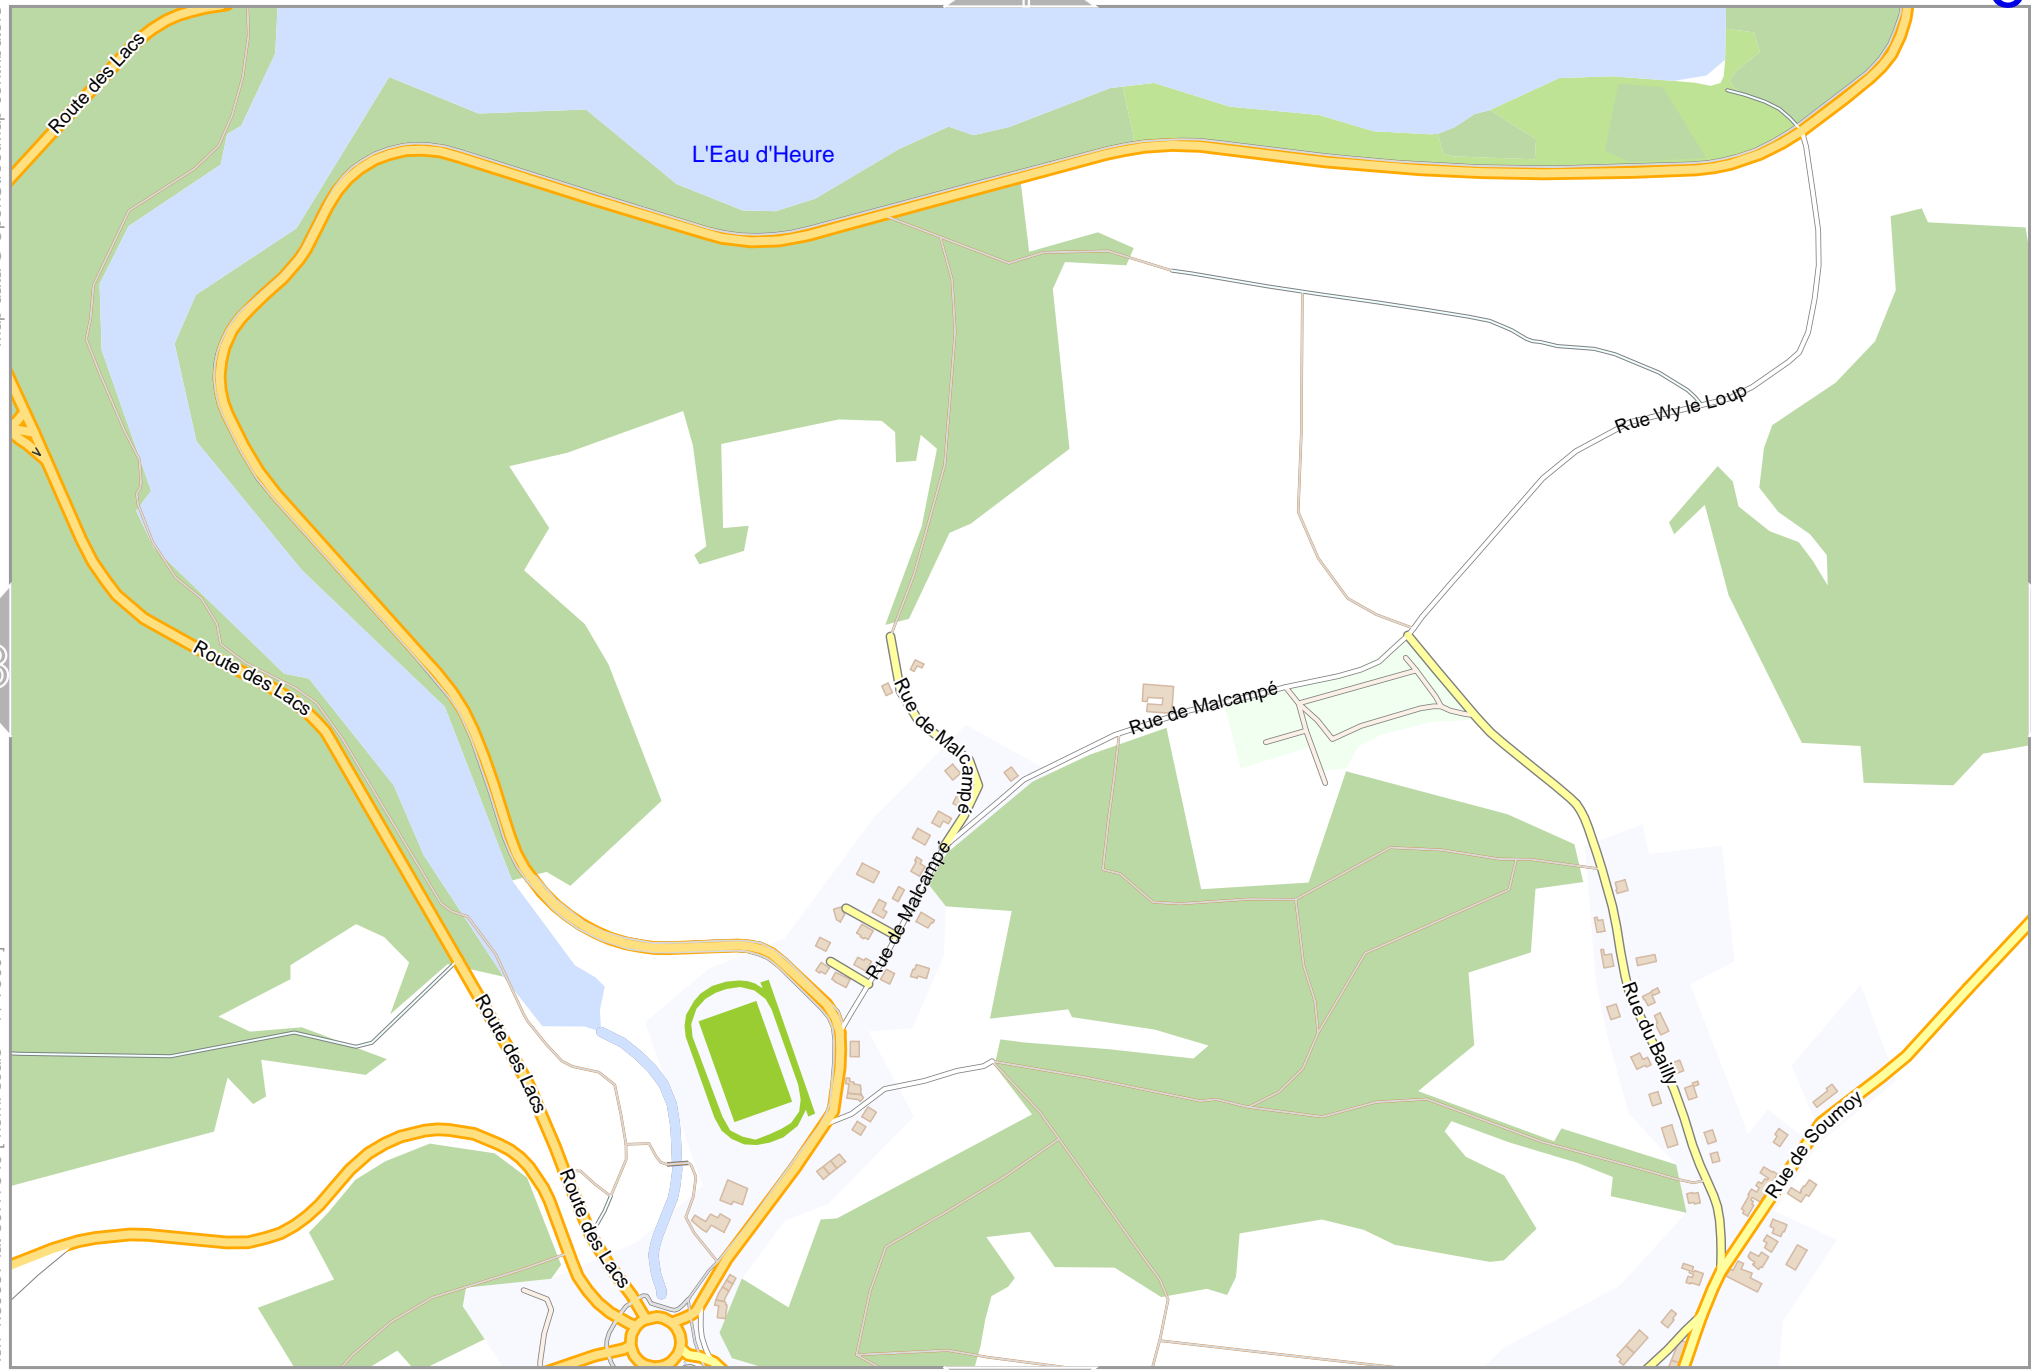 Route des Lacs
L'Eau d'Heure
Rue Wy le Loup
Route des Lacs
Rue de Malcampé
Rue de Malcampé
Rue de Malcampé
Route des Lacs
Rue du Bailly
Rue de Soumoy
Route des Lacs